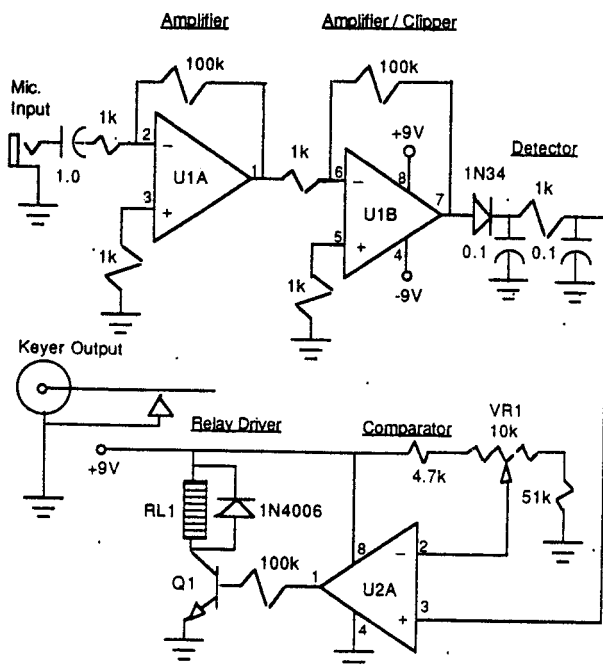 Amplifier
Amplifier / Clipper
100k
100k
Mic.
Input
1k
1.0
2
−
U1A
1
3
+
1k
1k
+9V
6
−
8
U1B
7
5
+
4
-9V
1k
1N34
Detector
1k
0.1
0.1
Keyer Output
Relay Driver
Comparator
VR1
10k
+9V
4.7k
51k
RL1
1N4006
8
−
2
100k
1
U2A
Q1
+
3
4